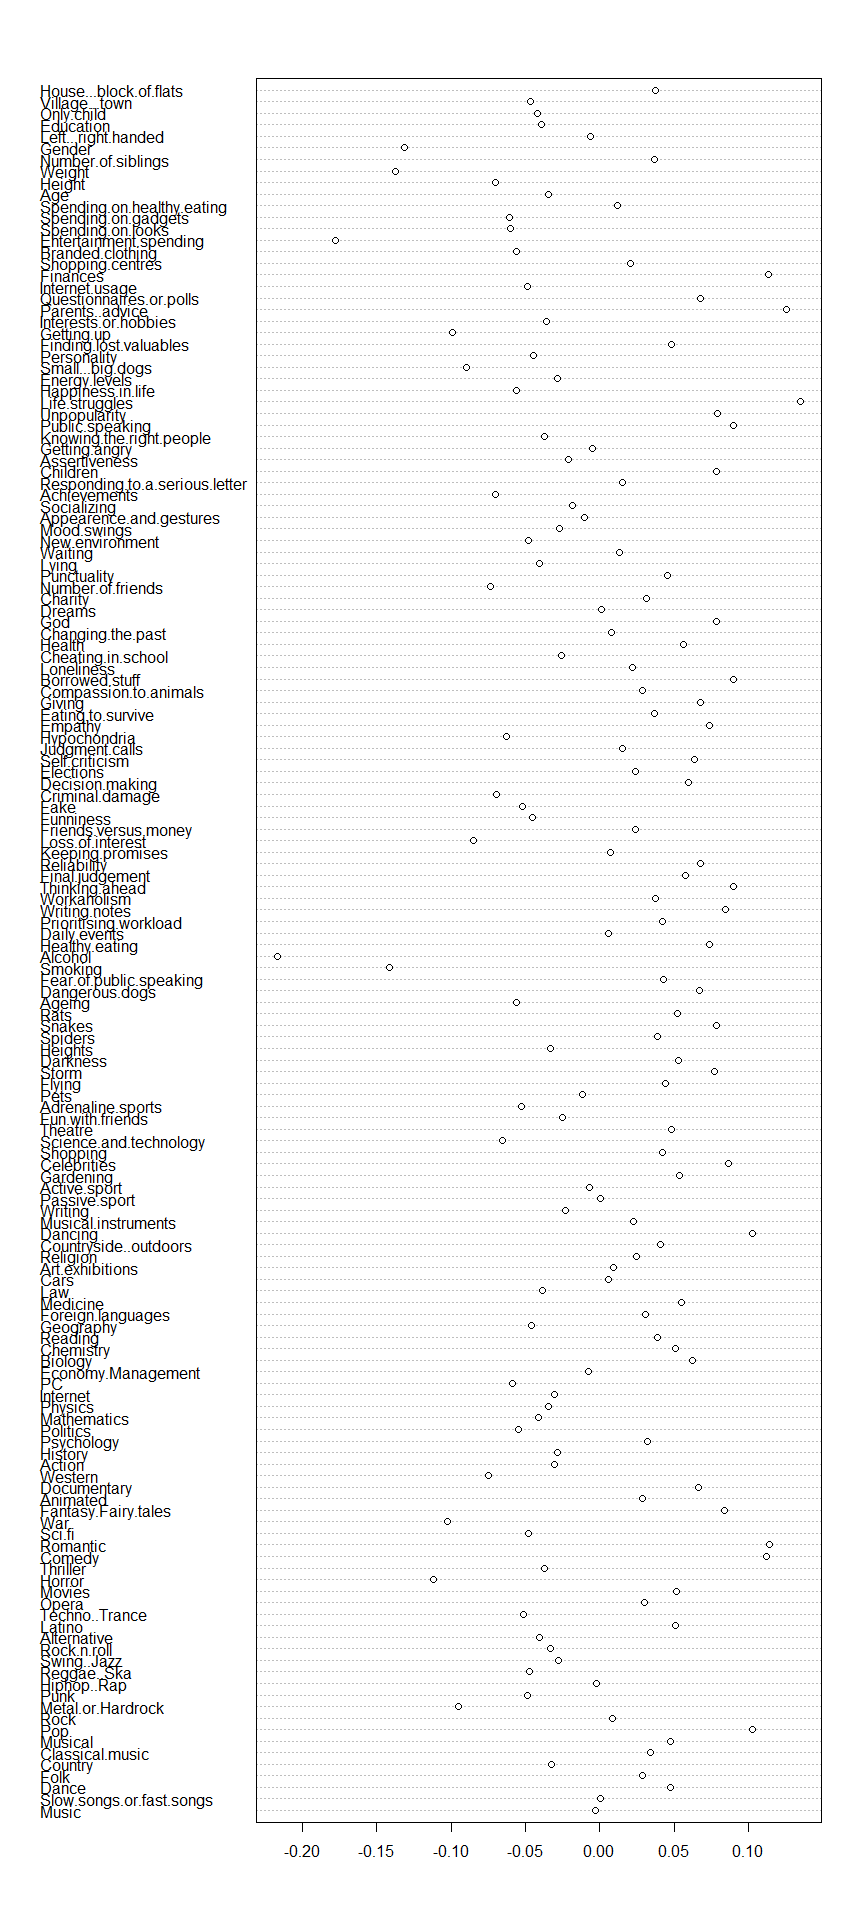 House...block.of.flats
Village...town
Only.child
Education
Left...right.handed
Gender
Number.of.siblings
Weight
Height
Age
Spending.on.healthy.eating
Spending.on.gadgets
Spending.on.looks
Entertainment.spending
Branded.clothing
Shopping.centres
Finances
Internet.usage
Questionnaires.or.polls
Parents..advice
Interests.or.hobbies
Getting.up
Finding.lost.valuables
Personality
Small...big.dogs
Energy.levels
Happiness.in.life
Life.struggles
Unpopularity
Public.speaking
Knowing.the.right.people
Getting.angry
Assertiveness
Children
Responding.to.a.serious.letter
Achievements
Socializing
Appearence.and.gestures
Mood.swings
New.environment
Waiting
Lying
Punctuality
Number.of.friends
Charity
Dreams
God
Changing.the.past
Health
Cheating.in.school
Loneliness
Borrowed.stuff
Compassion.to.animals
Giving
Eating.to.survive
Empathy
Hypochondria
Judgment.calls
Self.criticism
Elections
Decision.making
Criminal.damage
Fake
Funniness
Friends.versus.money
Loss.of.interest
Keeping.promises
Reliability
Final.judgement
Thinking.ahead
Workaholism
Writing.notes
Prioritising.workload
Daily.events
Healthy.eating
Alcohol
Smoking
Fear.of.public.speaking
Dangerous.dogs
Ageing
Rats
Snakes
Spiders
Heights
Darkness
Storm
Flying
Pets
Adrenaline.sports
Fun.with.friends
Theatre
Science.and.technology
Shopping
Celebrities
Gardening
Active.sport
Passive.sport
Writing
Musical.instruments
Dancing
Countryside..outdoors
Religion
Art.exhibitions
Cars
Law
Medicine
Foreign.languages
Geography
Reading
Chemistry
Biology
Economy.Management
PC
Internet
Physics
Mathematics
Politics
Psychology
History
Action
Western
Documentary
Animated
Fantasy.Fairy.tales
War
Sci.fi
Romantic
Comedy
Thriller
Horror
Movies
Opera
Techno..Trance
Latino
Alternative
Rock.n.roll
Swing..Jazz
Reggae..Ska
Hiphop..Rap
Punk
Metal.or.Hardrock
Rock
Pop
Musical
Classical.music
Country
Folk
Dance
Slow.songs.or.fast.songs
Music
-0.20 -0.15 -0.10 -0.05 0.00 0.05 0.10